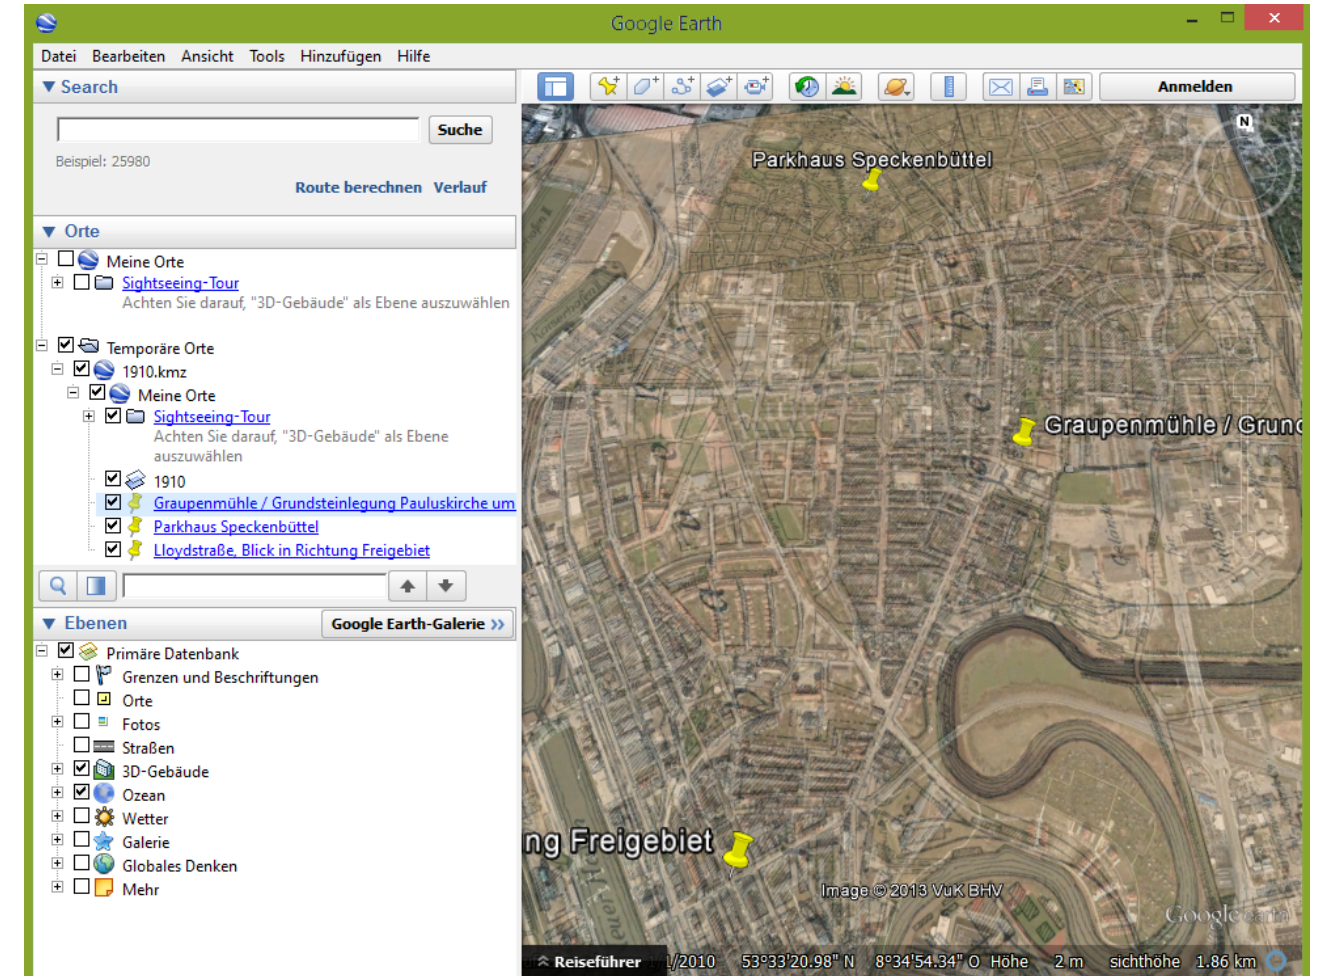 Google Earth
Datei Bearbeiten Ansicht Tools Hinzufügen Hilfe
Search
Suche
Beispiel: 25980
Route berechnen Verlauf
Orte
Meine Orte
Sightseeing-Tour
Achten Sie darauf, "3D-Gebäude" als Ebene auszuwählen
Temporäre Orte
1910.kmz
Meine Orte
Sightseeing-Tour
Achten Sie darauf, "3D-Gebäude" als Ebene
auszuwählen
1910
Graupenmühle / Grundsteinlegung Pauluskirche um
Parkhaus Speckenbüttel
Lloydstraße, Blick in Richtung Freigebiet
Ebenen
Google Earth-Galerie »
Primäre Datenbank
Grenzen und Beschriftungen
Orte
Fotos
Straßen
3D-Gebäude
Ozean
Wetter
Galerie
Globales Denken
Mehr
Anmelden
N
Parkhaus Speckenbüttel
Graupenmühle / Grund
ng Freigebiet
Image © 2013 VuK BHV
Google earth
Reiseführer
/2010 53°33'20.98" N 8°34'54.34" O Höhe 2 m sichthöhe 1.86 km